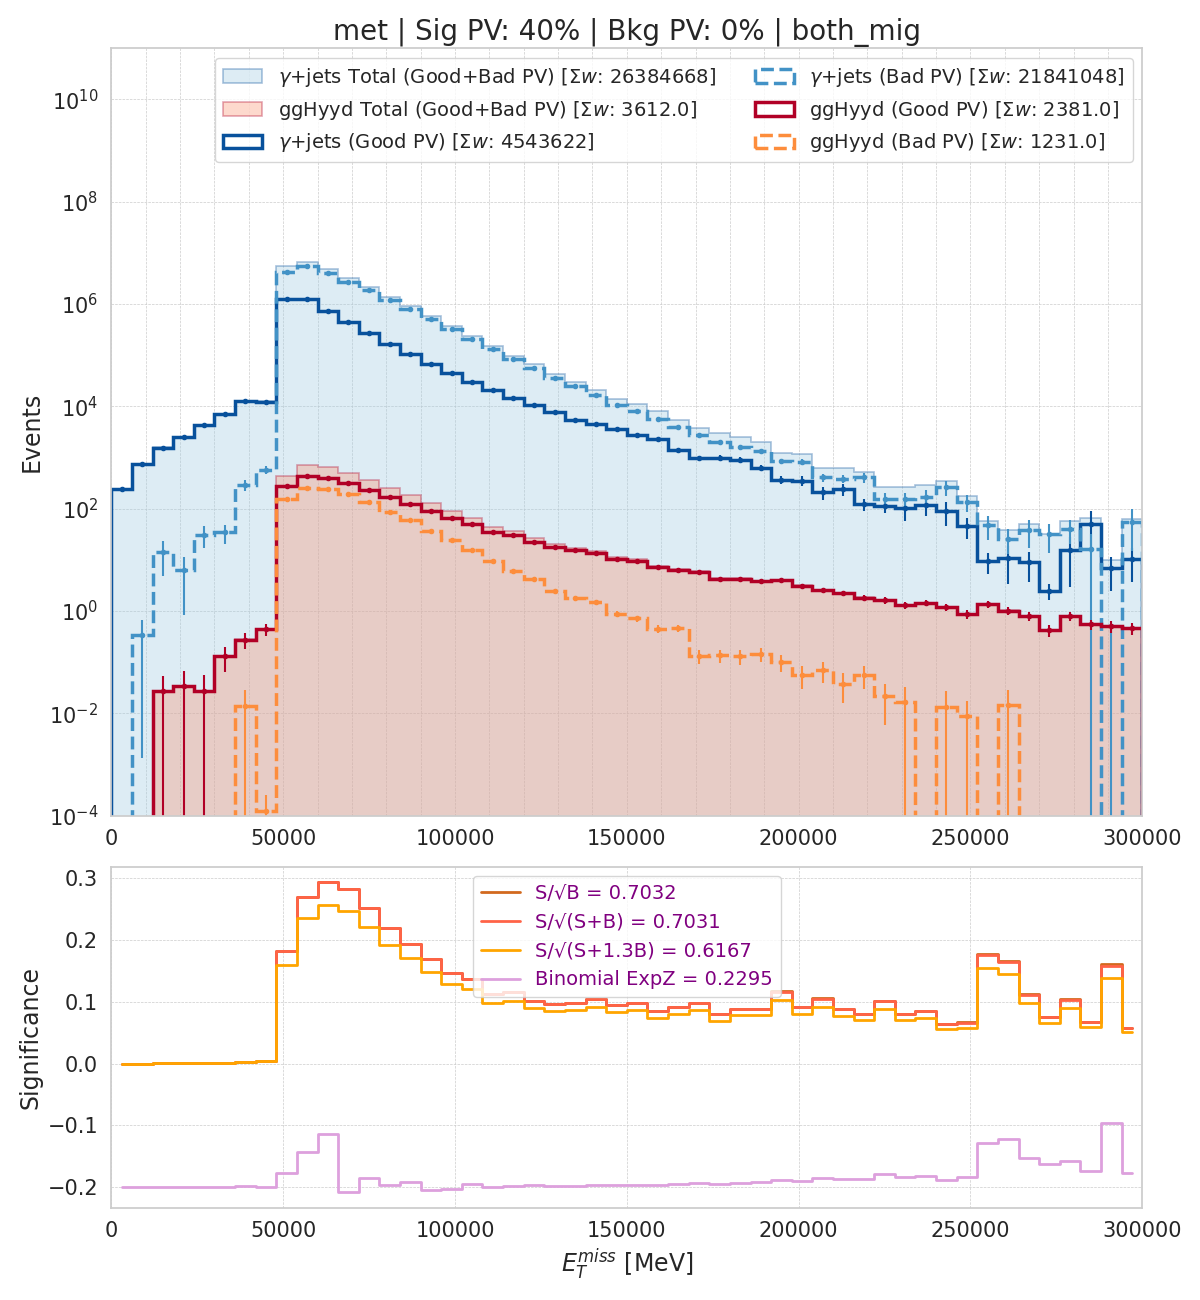 met | Sig PV: 40% | Bkg PV: 0% | both_mig
γ+jets Total (Good+Bad PV) [Σw: 26384668]
ggHyyd Total (Good+Bad PV) [Σw: 3612.0]
γ+jets (Good PV) [Σw: 4543622]
γ+jets (Bad PV) [Σw: 21841048]
ggHyyd (Good PV) [Σw: 2381.0]
ggHyyd (Bad PV) [Σw: 1231.0]
10^10
10^8
10^6
10^4
10^2
10^0
10^−2
10^−4
Events
0 50000 100000 150000 200000 250000 300000
S/√B = 0.7032
S/√(S+B) = 0.7031
S/√(S+1.3B) = 0.6167
Binomial ExpZ = 0.2295
0.3
0.2
0.1
0.0
−0.1
−0.2
Significance
0 50000 100000 150000 200000 250000 300000
E_T^miss [MeV]